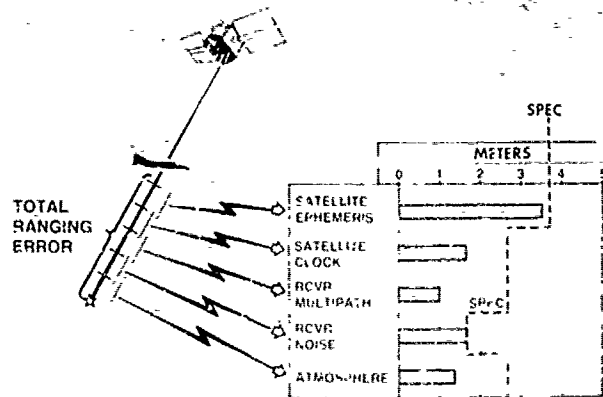 SPEC
METERS
0 1 2 3 4
TOTAL
RANGING
ERROR
SATELLITE
EPHEMERIS
SATELLITE
CLOCK
RCVR
MULTIPATH
SPEC
RCVR
NOISE
ATMOSPHERE